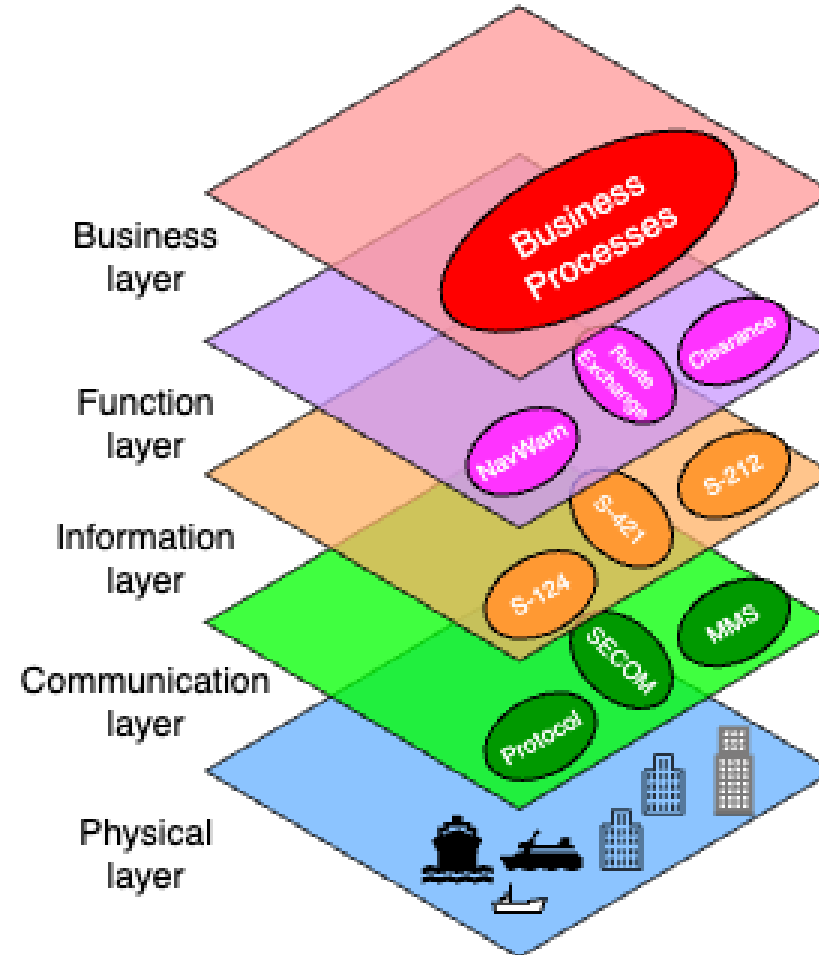 Business
layer
Business
Processes
Function
layer
NavWarn
Route
Exchange
Clearance
Information
layer
S-124
S-421
S-212
Communication
layer
Protocol
SECOM
MMS
Physical
layer